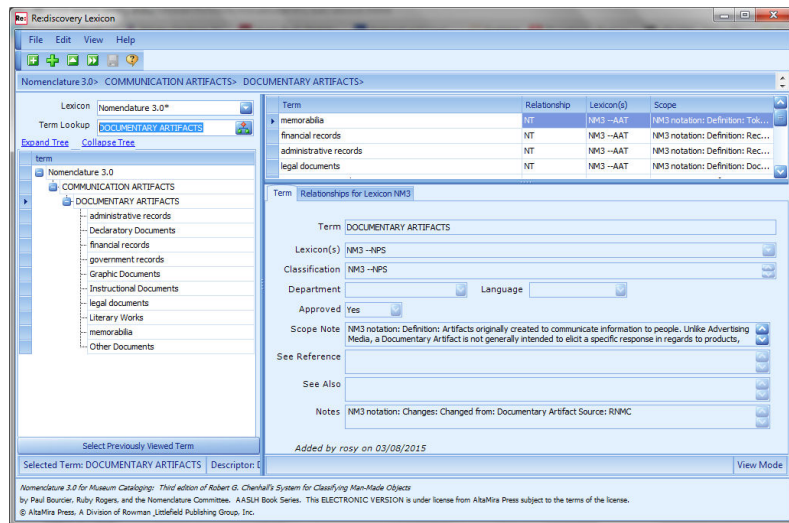 Re: Re:discovery Lexicon
File Edit View Help
Nomenclature 3.0> COMMUNICATION ARTIFACTS> DOCUMENTARY ARTIFACTS>
Lexicon Nomenclature 3.0*
Term Lookup DOCUMENTARY ARTIFACTS
Expand Tree Collapse Tree
term
Nomenclature 3.0
COMMUNICATION ARTIFACTS
DOCUMENTARY ARTIFACTS
administrative records
Declaratory Documents
financial records
government records
Graphic Documents
Instructional Documents
legal documents
Literary Works
memorabilia
Other Documents
Select Previously Viewed Term
Selected Term: DOCUMENTARY ARTIFACTS Descriptor:
Term Relationship Lexicon(s) Scope
memorabilia NT NM3 --AAT NM3 notation: Definition: Tok...
financial records NT NM3 --AAT NM3 notation: Definition: Rec...
administrative records NT NM3 --AAT NM3 notation: Definition: Rec...
legal documents NT NM3 --AAT NM3 notation: Definition: Doc...
Term Relationships for Lexicon NM3
Term DOCUMENTARY ARTIFACTS
Lexicon(s) NM3 --NPS
Classification NM3 --NPS
Department Language
Approved Yes
Scope Note NM3 notation: Definition: Artifacts originally created to communicate information to people. Unlike Advertising
Media, a Documentary Artifact is not generally intended to elicit a specific response in regards to products,
See Reference
See Also
Notes NM3 notation: Changes: Changed from: Documentary Artifact Source: RNMC
Added by rosy on 03/08/2015
View Mode
Nomenclature 3.0 for Museum Cataloging: Third edition of Robert G. Chenhall's System for Classifying Man-Made Objects
by Paul Bourcier, Ruby Rogers, and the Nomenclature Committee. AASLH Book Series. This ELECTRONIC VERSION is under license from AltaMira Press subject to the terms of the license.
© AltaMira Press, A Division of Rowman ,Littlefield Publishing Group, Inc.